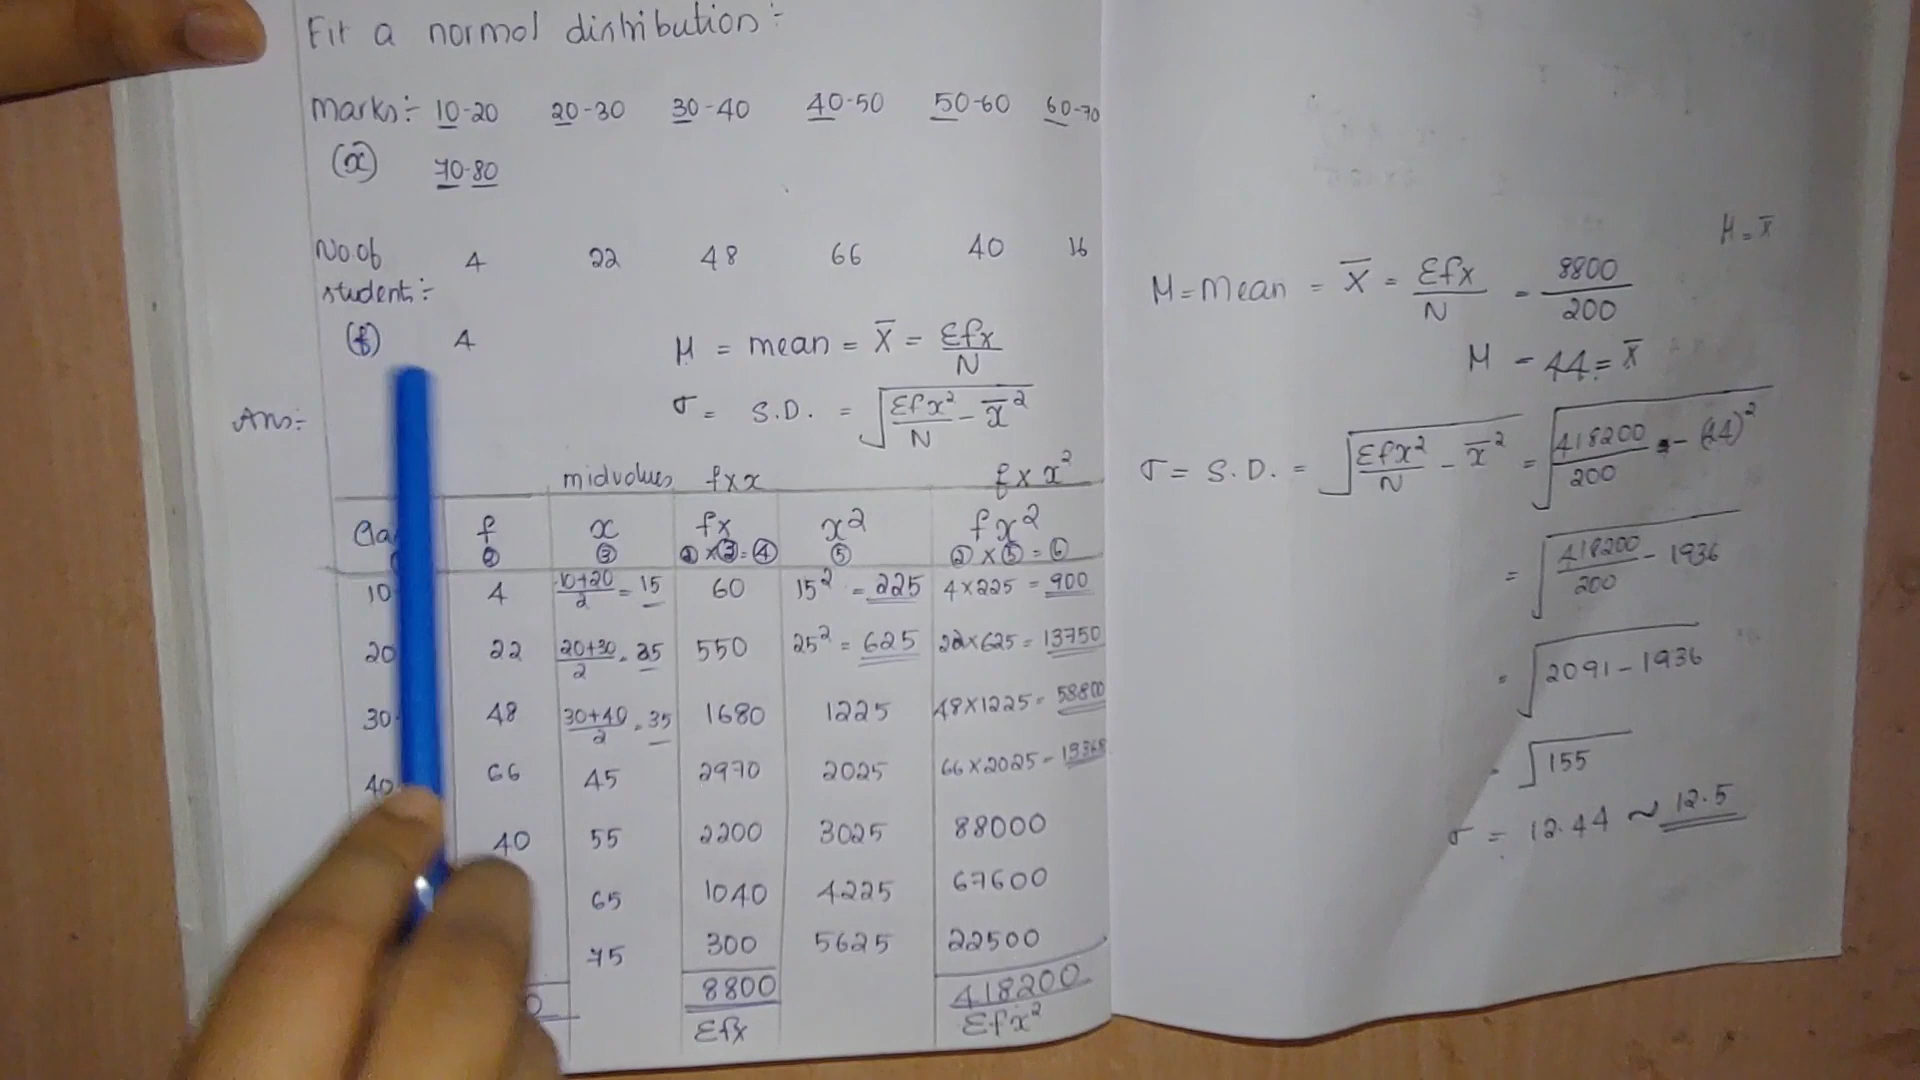 Fit a normal distribution:-
Marks:- 10-20 20-30 30-40 40-50 50-60 60-70
(x) 70-80
No.of 4 22 48 66 40 16
student:-
(f) 4
M = mean = X̄ = Σfx/N
σ = S.D. = √(Σfx²/N - x̄²)
Ans:-
midvalues f×x f×x²
f x fx x² fx²
② ③ ②×③=④ ⑤ ②×⑤=⑥
10 4 10+20/2 = 15 60 15² = 225 4×225 = 900
20 22 20+30/2 = 25 550 25² = 625 22×625 = 13750
30- 48 30+40/2 = 35 1680 1225 48×1225 = 58800
40 66 45 2970 2025 66×2025 =
40 55 2200 3025 88000
65 1040 4225 67600
75 300 5625 22500
8800 418200
Σfx Σfx²
M = x̄
M = Mean = X̄ = Σfx/N = 8800/200
M = 44 = X̄
σ = S.D. = √(Σfx²/N - x̄²) = √(418200/200 - (44)²)
= √(418200/200 - 1936)
= √(2091 - 1936)
= √155
σ = 12.44 ~ 12.5